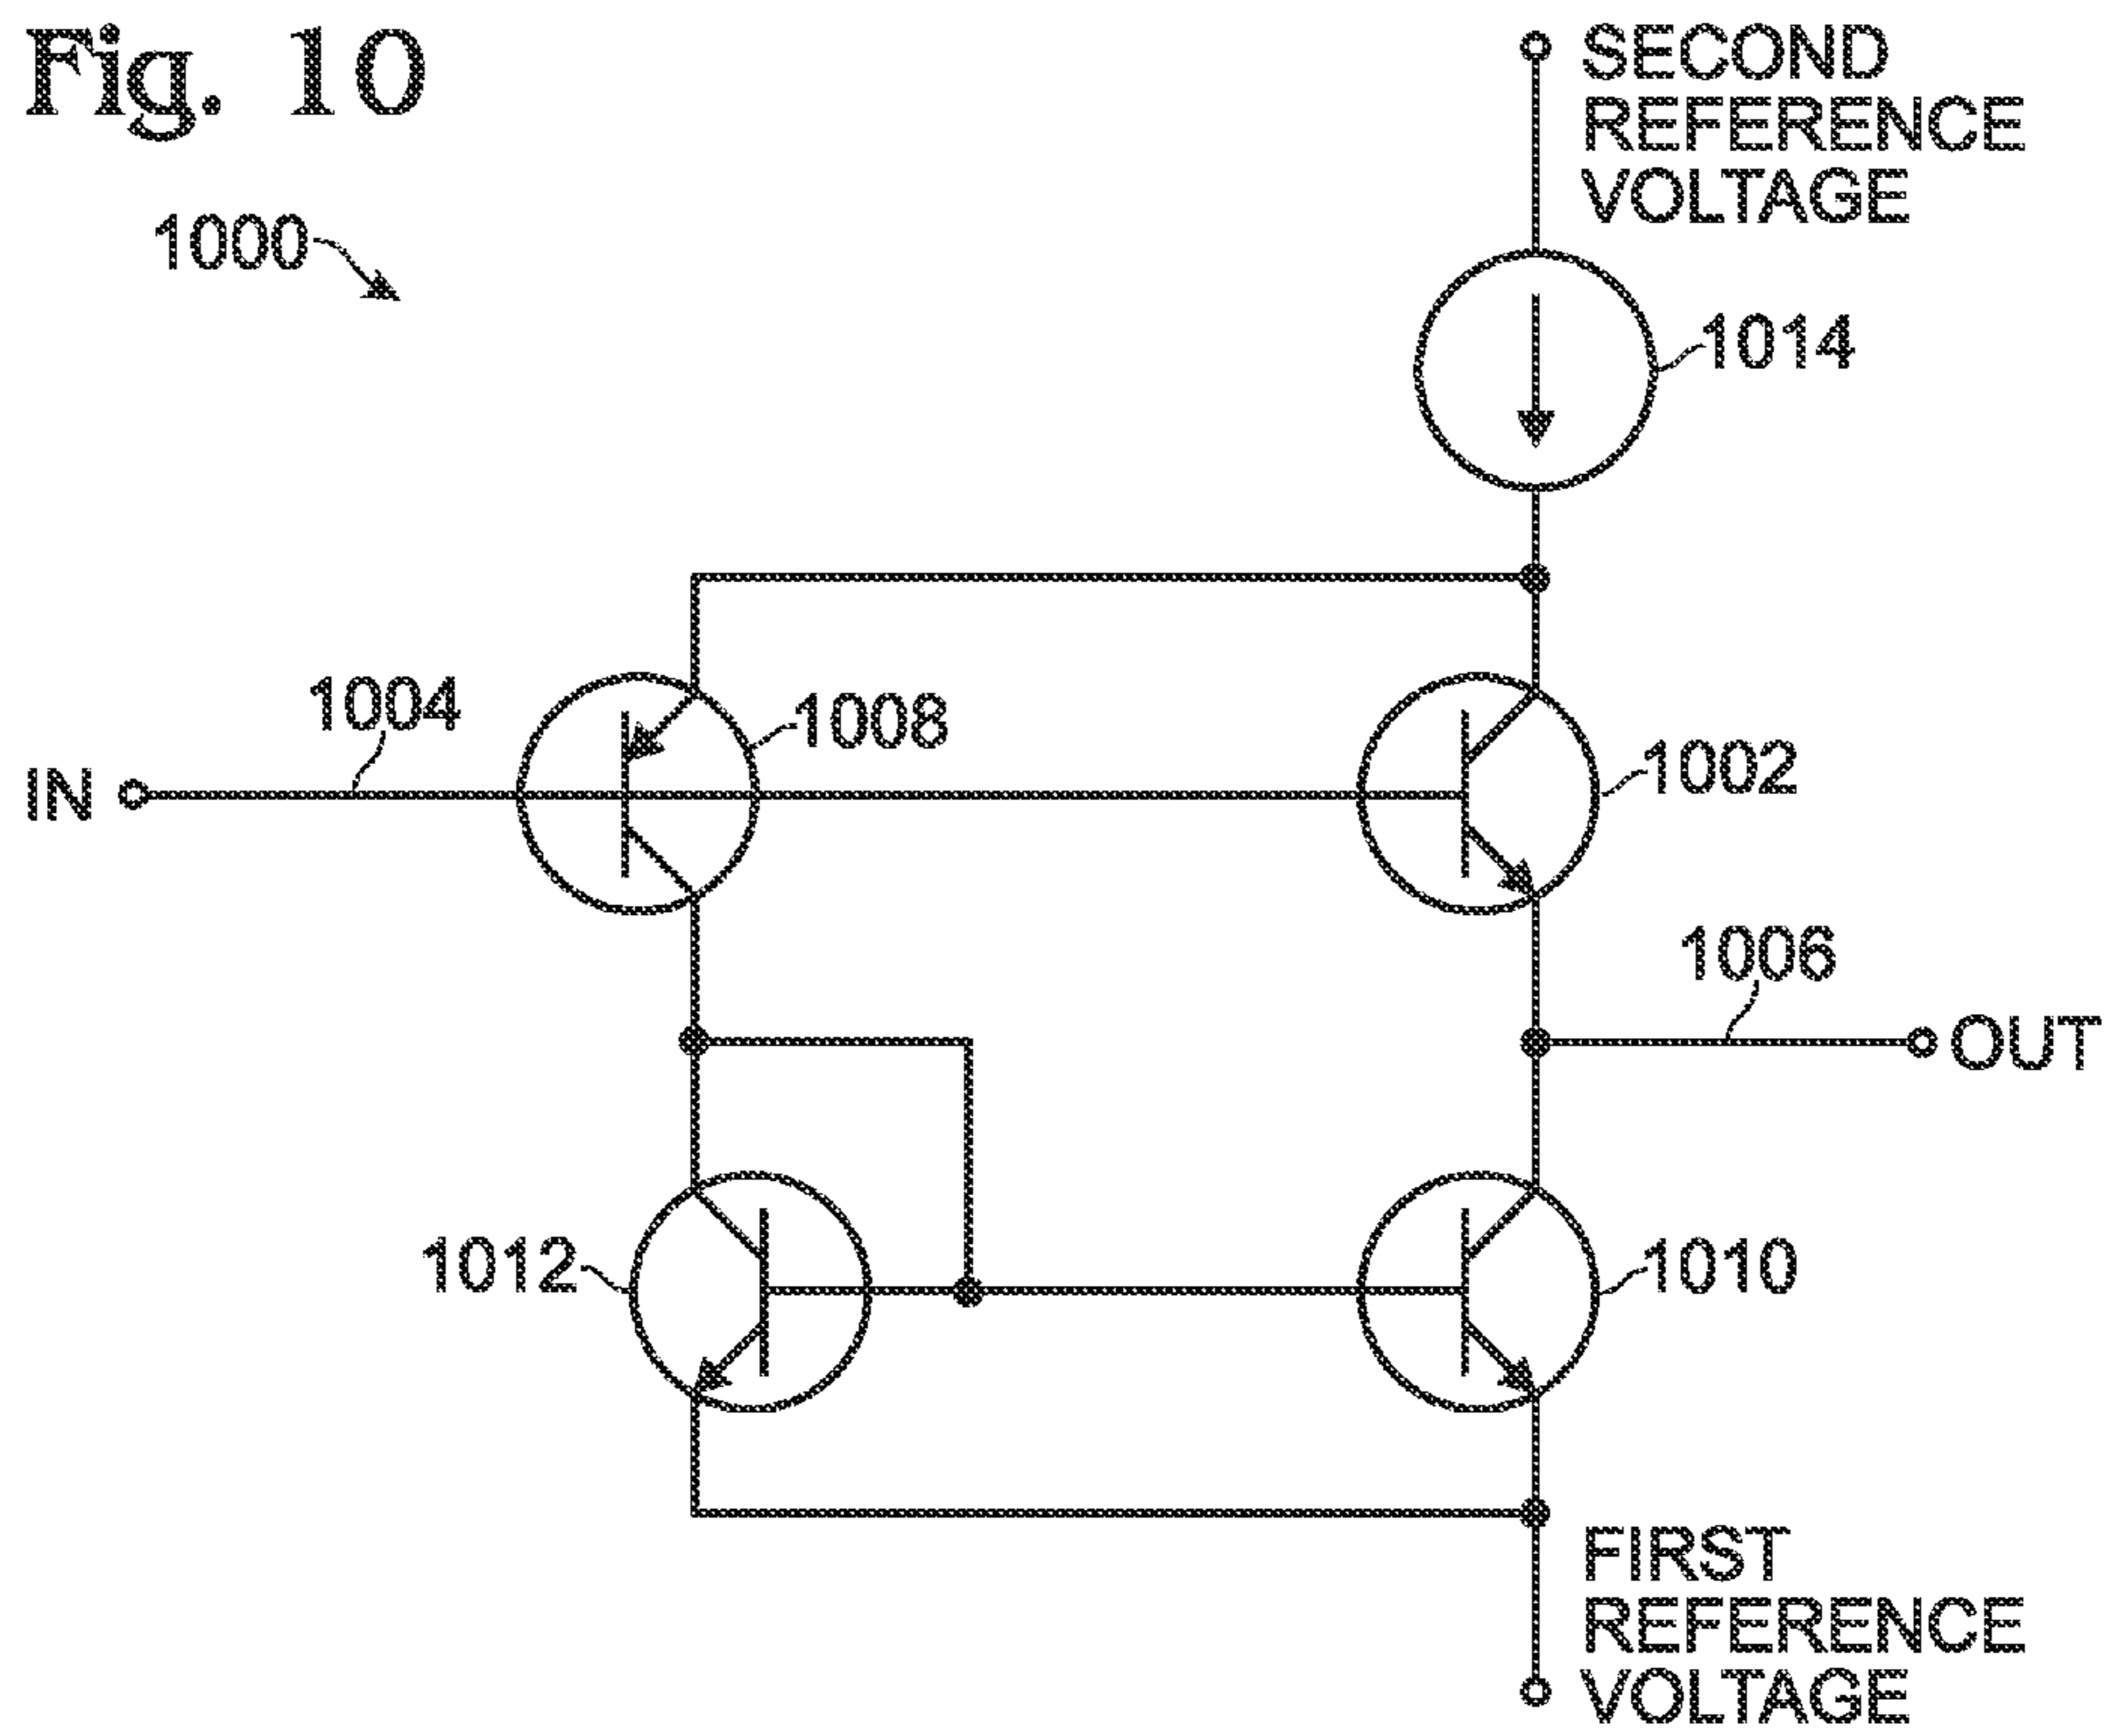 Fig. 10
SECOND
REFERENCE
VOLTAGE
1000
1014
1004
1008
IN
1002
1006
OUT
1012
1010
FIRST
REFERENCE
VOLTAGE